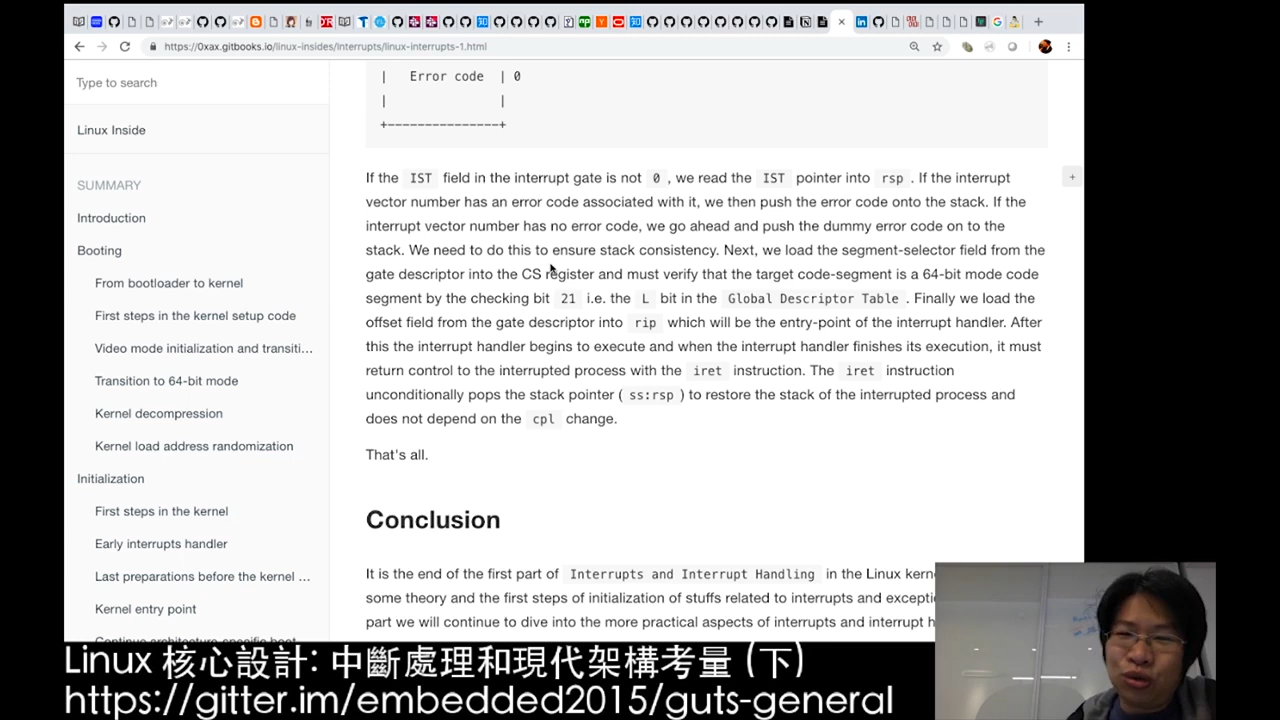 https://0xax.gitbooks.io/linux-insides/Interrupts/linux-interrupts-1.html
Type to search
Linux Inside
SUMMARY
Introduction
Booting
From bootloader to kernel
First steps in the kernel setup code
Video mode initialization and transiti...
Transition to 64-bit mode
Kernel decompression
Kernel load address randomization
Initialization
First steps in the kernel
Early interrupts handler
Last preparations before the kernel ...
Kernel entry point
Continue architecture-specific boot
|   Error code  | 0
|               |
+---------------+
If the IST field in the interrupt gate is not 0 , we read the IST pointer into rsp . If the interrupt
vector number has an error code associated with it, we then push the error code onto the stack. If the
interrupt vector number has no error code, we go ahead and push the dummy error code on to the
stack. We need to do this to ensure stack consistency. Next, we load the segment-selector field from the
gate descriptor into the CS register and must verify that the target code-segment is a 64-bit mode code
segment by the checking bit 21 i.e. the L bit in the Global Descriptor Table . Finally we load the
offset field from the gate descriptor into rip which will be the entry-point of the interrupt handler. After
this the interrupt handler begins to execute and when the interrupt handler finishes its execution, it must
return control to the interrupted process with the iret instruction. The iret instruction
unconditionally pops the stack pointer ( ss:rsp ) to restore the stack of the interrupted process and
does not depend on the cpl change.
That's all.
Conclusion
It is the end of the first part of Interrupts and Interrupt Handling in the Linux kern
some theory and the first steps of initialization of stuffs related to interrupts and excepti
part we will continue to dive into the more practical aspects of interrupts and interrupt h
Linux 核心設計: 中斷處理和現代架構考量 (下)
https://gitter.im/embedded2015/guts-general